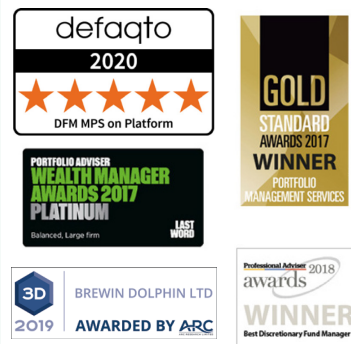 defaqto
2020
DFM MPS on Platform
GOLD
STANDARD
AWARDS 2017
WINNER
PORTFOLIO
MANAGEMENT SERVICES
PORTFOLIO ADVISER
WEALTH MANAGER
AWARDS 2017
PLATINUM
Balanced, Large firm
LAST
WORD
3D
2019
BREWIN DOLPHIN LTD
AWARDED BY ARC
Professional Adviser 2018
awards
WINNER
Best Discretionary Fund Manager